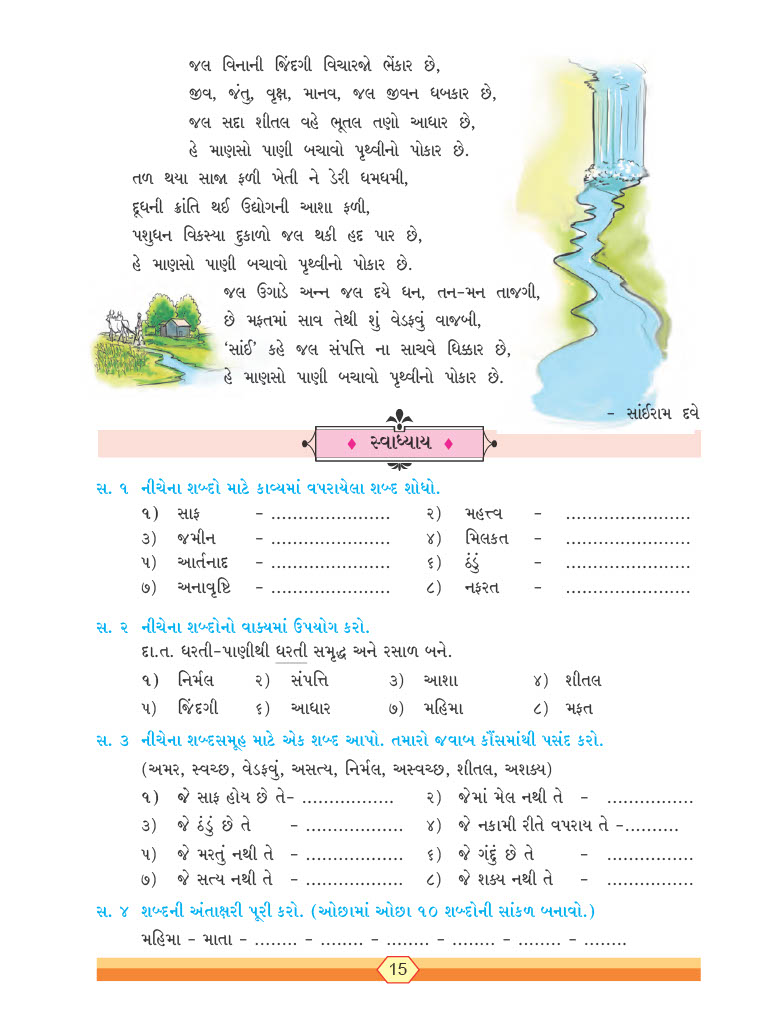 જલ વિનાની જિંદગી વિચારજો ભેંકાર છે,
જીવ, જંતુ, વૃક્ષ, માનવ, જલ જીવન ધબકાર છે,
જલ સદા શીતલ વહે ભૂતલ તણો આધાર છે,
હે માણસો પાણી બચાવો પૃથ્વીનો પોકાર છે.
તળ થયા સાજા ફળી ખેતી ને ડેરી ધમધમી,
દૂધની ક્રાંતિ થઈ ઉદ્યોગની આશા ફળી,
પશુધન વિકસ્યા દુકાળો જલ થકી હદ પાર છે,
હે માણસો પાણી બચાવો પૃથ્વીનો પોકાર છે.
જલ ઉગાડે અન્ન જલ દયે ધન, તન-મન તાજગી,
છે મફતમાં સાવ તેથી શું વેડફવું વાજબી,
‘સાંઈ’ કહે જલ સંપત્તિ ના સાચવે ધિક્કાર છે,
હે માણસો પાણી બચાવો પૃથ્વીનો પોકાર છે.
- સાંઈરામ દવે
સ્વાધ્યાય
સ. ૧ નીચેના શબ્દો માટે કાવ્યમાં વપરાયેલા શબ્દ શોધો.
૧) સાફ - ...................... ૨) મહત્ત્વ - .......................
૩) જમીન - ...................... ૪) મિલકત - .......................
૫) આર્તનાદ - ...................... ૬) ઠંડું - .......................
૭) અનાવૃષ્ટિ - ...................... ૮) નફરત - .......................
સ. ૨ નીચેના શબ્દોનો વાક્યમાં ઉપયોગ કરો.
દા.ત. ધરતી-પાણીથી ધરતી સમૃદ્ધ અને રસાળ બને.
૧) નિર્મલ ૨) સંપત્તિ ૩) આશા ૪) શીતલ
૫) જિંદગી ૬) આધાર ૭) મહિમા ૮) મફત
સ. ૩ નીચેના શબ્દસમૂહ માટે એક શબ્દ આપો. તમારો જવાબ કૌંસમાંથી પસંદ કરો.
(અમર, સ્વચ્છ, વેડફવું, અસત્ય, નિર્મલ, અસ્વચ્છ, શીતલ, અશક્ય)
૧) જે સાફ હોય છે તે- ................. ૨) જેમાં મેલ નથી તે - ................
૩) જે ઠંડું છે તે - .................. ૪) જે નકામી રીતે વપરાય તે -..........
૫) જે મરતું નથી તે - .................. ૬) જે ગંદું છે તે - ................
૭) જે સત્ય નથી તે - .................. ૮) જે શક્ય નથી તે - ................
સ. ૪ શબ્દની અંતાક્ષરી પૂરી કરો. (ઓછામાં ઓછા ૧૦ શબ્દોની સાંકળ બનાવો.)
મહિમા - માતા - ........ - ........ - ........ - ........ - ........ - ........
15